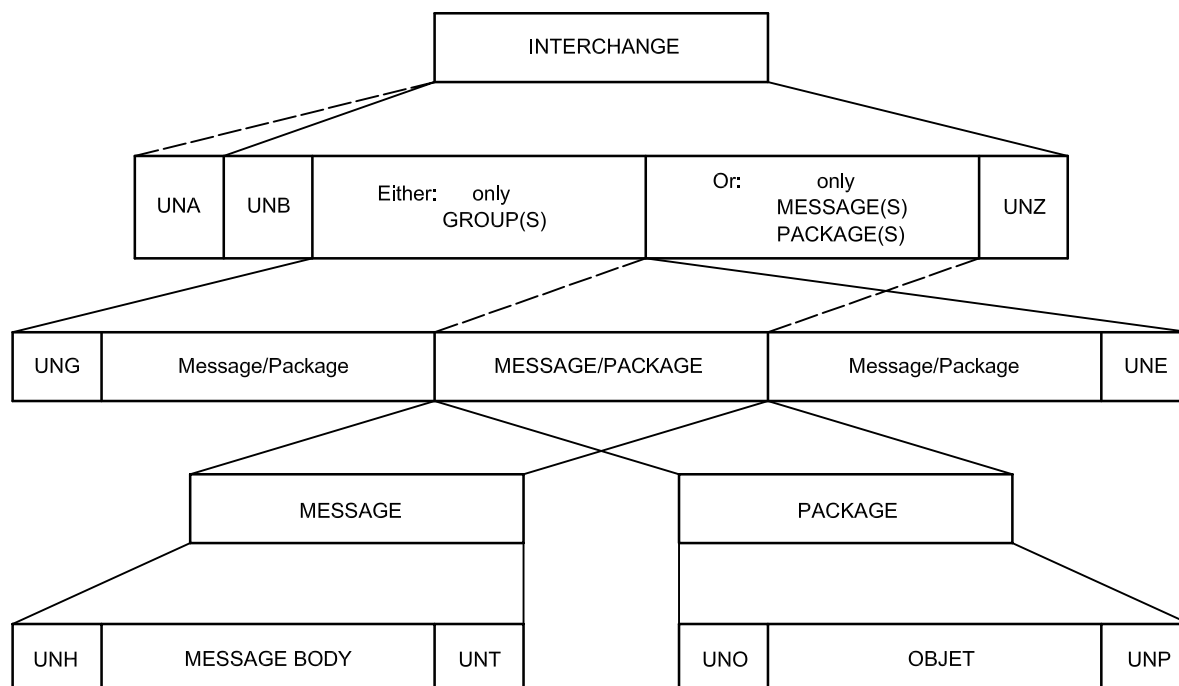 INTERCHANGE
UNA
UNB
Either: only
GROUP(S)
Or: only
MESSAGE(S)
PACKAGE(S)
UNZ
UNG
Message/Package
MESSAGE/PACKAGE
Message/Package
UNE
MESSAGE
PACKAGE
UNH
MESSAGE BODY
UNT
UNO
OBJET
UNP